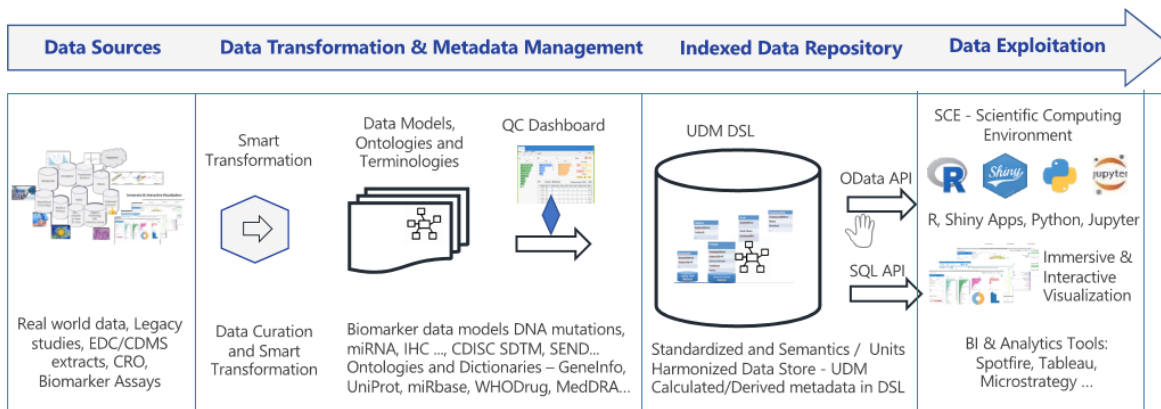 Data Sources
Data Transformation & Metadata Management
Indexed Data Repository
Data Exploitation
Smart
Transformation
Data Curation
and Smart
Transformation
Data Models,
Ontologies and
Terminologies
QC Dashboard
UDM DSL
OData API
SQL API
SCE - Scientific Computing
Environment
R
Shiny
jupyter
R, Shiny Apps, Python, Jupyter
Immersive &
Interactive
Visualization
Real world data, Legacy
studies, EDC/CDMS
extracts, CRO,
Biomarker Assays
Biomarker data models DNA mutations,
miRNA, IHC ..., CDISC SDTM, SEND...
Ontologies and Dictionaries – GeneInfo,
UniProt, miRbase, WHODrug, MedDRA...
Standardized and Semantics / Units
Harmonized Data Store - UDM
Calculated/Derived metadata in DSL
BI & Analytics Tools:
Spotfire, Tableau,
Microstrategy ...